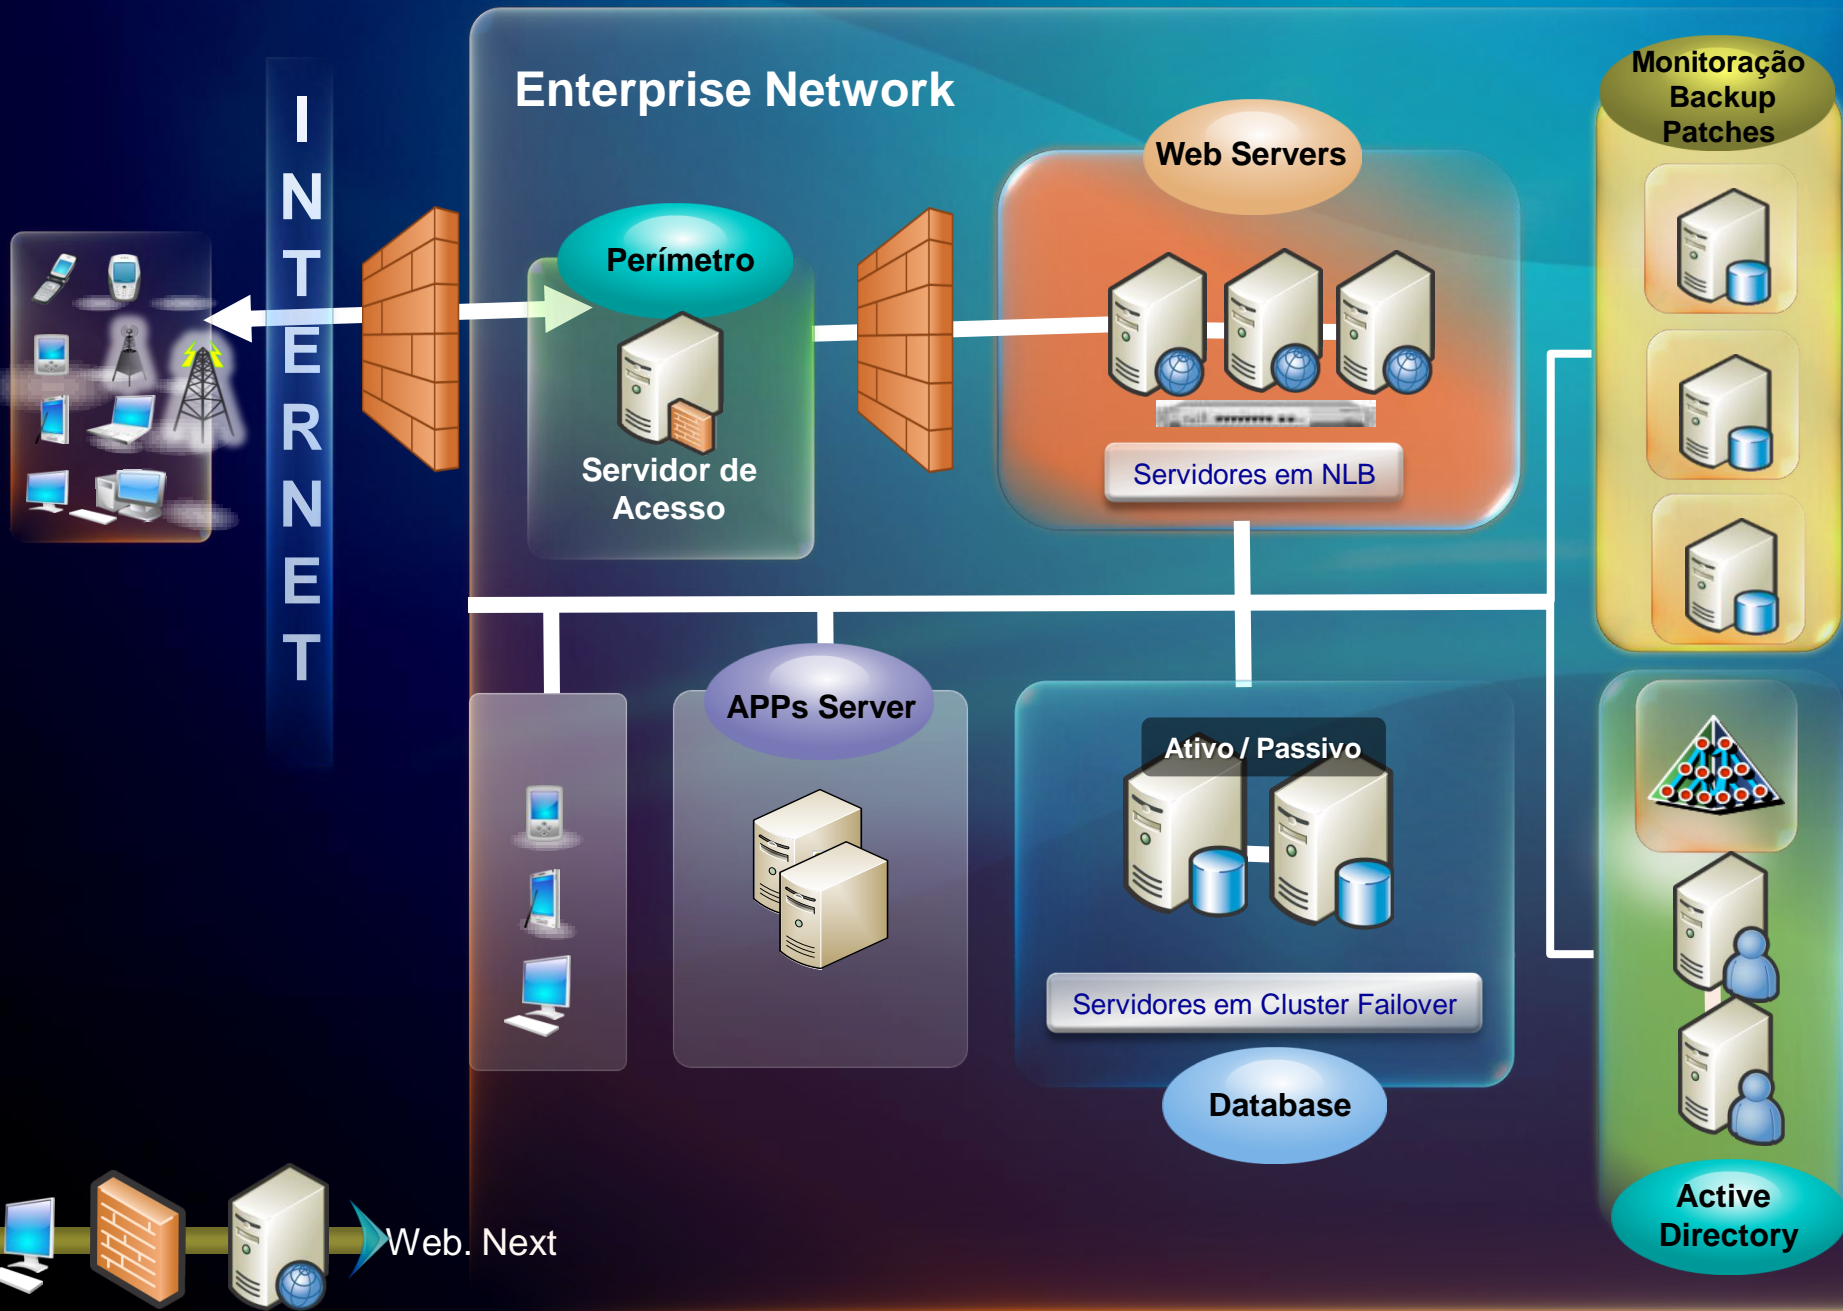 INTERNET
Enterprise Network
Monitoração
Backup
Patches
Web Servers
Perímetro
Servidor de
Acesso
Servidores em NLB
APPs Server
Ativo / Passivo
Servidores em Cluster Failover
Database
Active
Directory
Web. Next